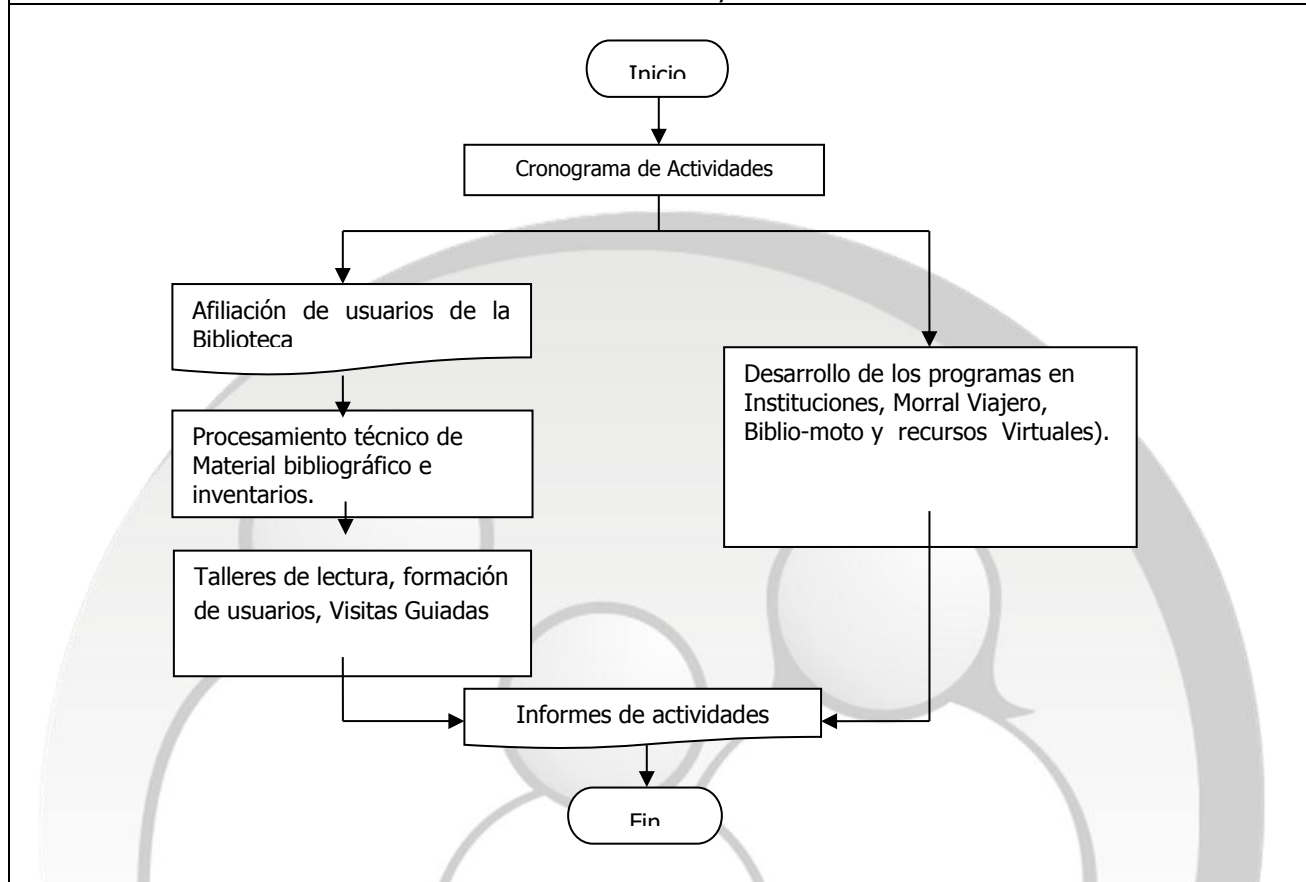 Inicio
Cronograma de Actividades
Afiliación de usuarios de la
Biblioteca
Procesamiento técnico de
Material bibliográfico e
inventarios.
Talleres de lectura, formación
de usuarios, Visitas Guiadas
Desarrollo de los programas en
Instituciones, Morral Viajero,
Biblio-moto y recursos Virtuales).
Informes de actividades
Fin